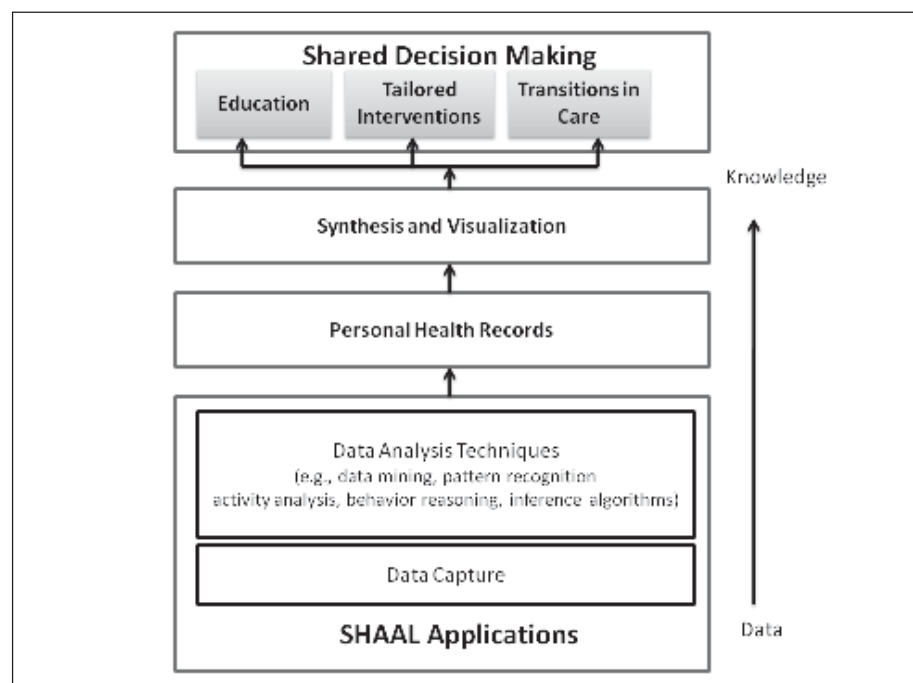 Shared Decision Making
Education
Tailored
Interventions
Transitions in
Care
Knowledge
Synthesis and Visualization
Personal Health Records
Data Analysis Techniques
(e.g., data mining, pattern recognition
activity analysis, behavior reasoning, inference algorithms)
Data Capture
SHAAL Applications
Data